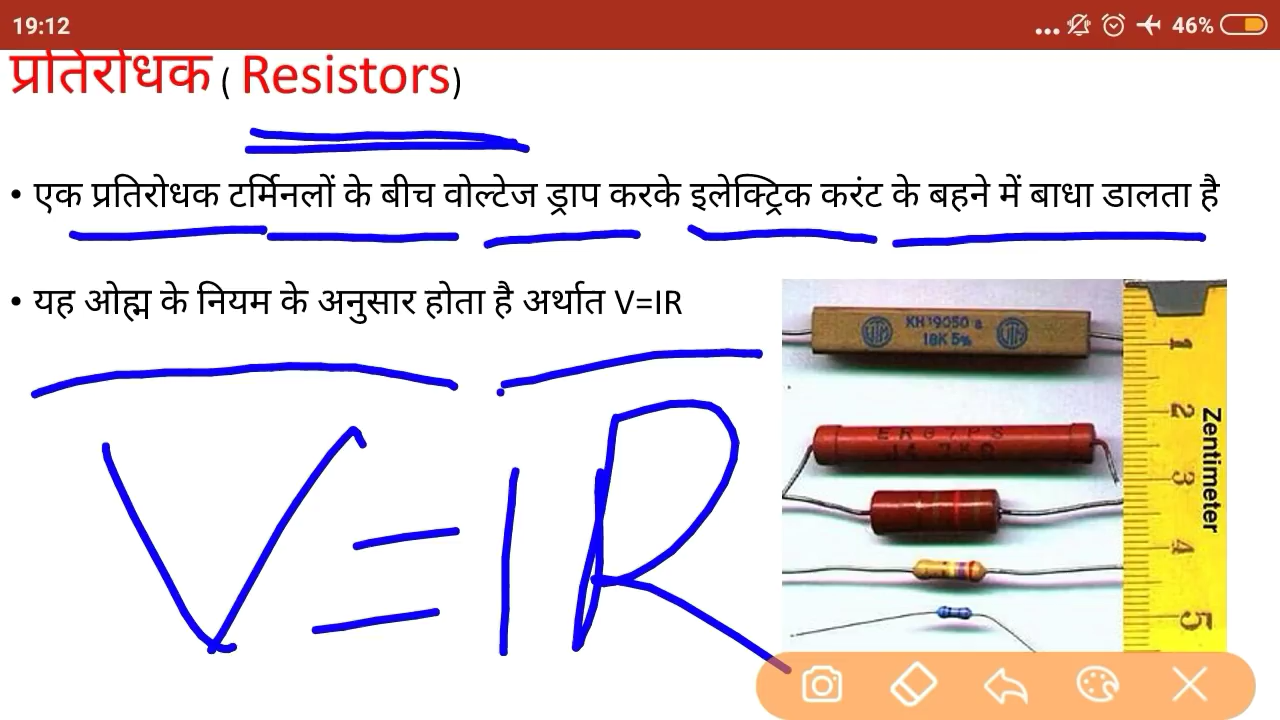 19:12
46%
प्रतिरोधक ( Resistors)
• एक प्रतिरोधक टर्मिनलों के बीच वोल्टेज ड्राप करके इलेक्ट्रिक करंट के बहने में बाधा डालता है
• यह ओह्म के नियम के अनुसार होता है अर्थात V=IR
V=IR
KH 19050 a
18K 5%
1
2
3
4
5
Zentimeter